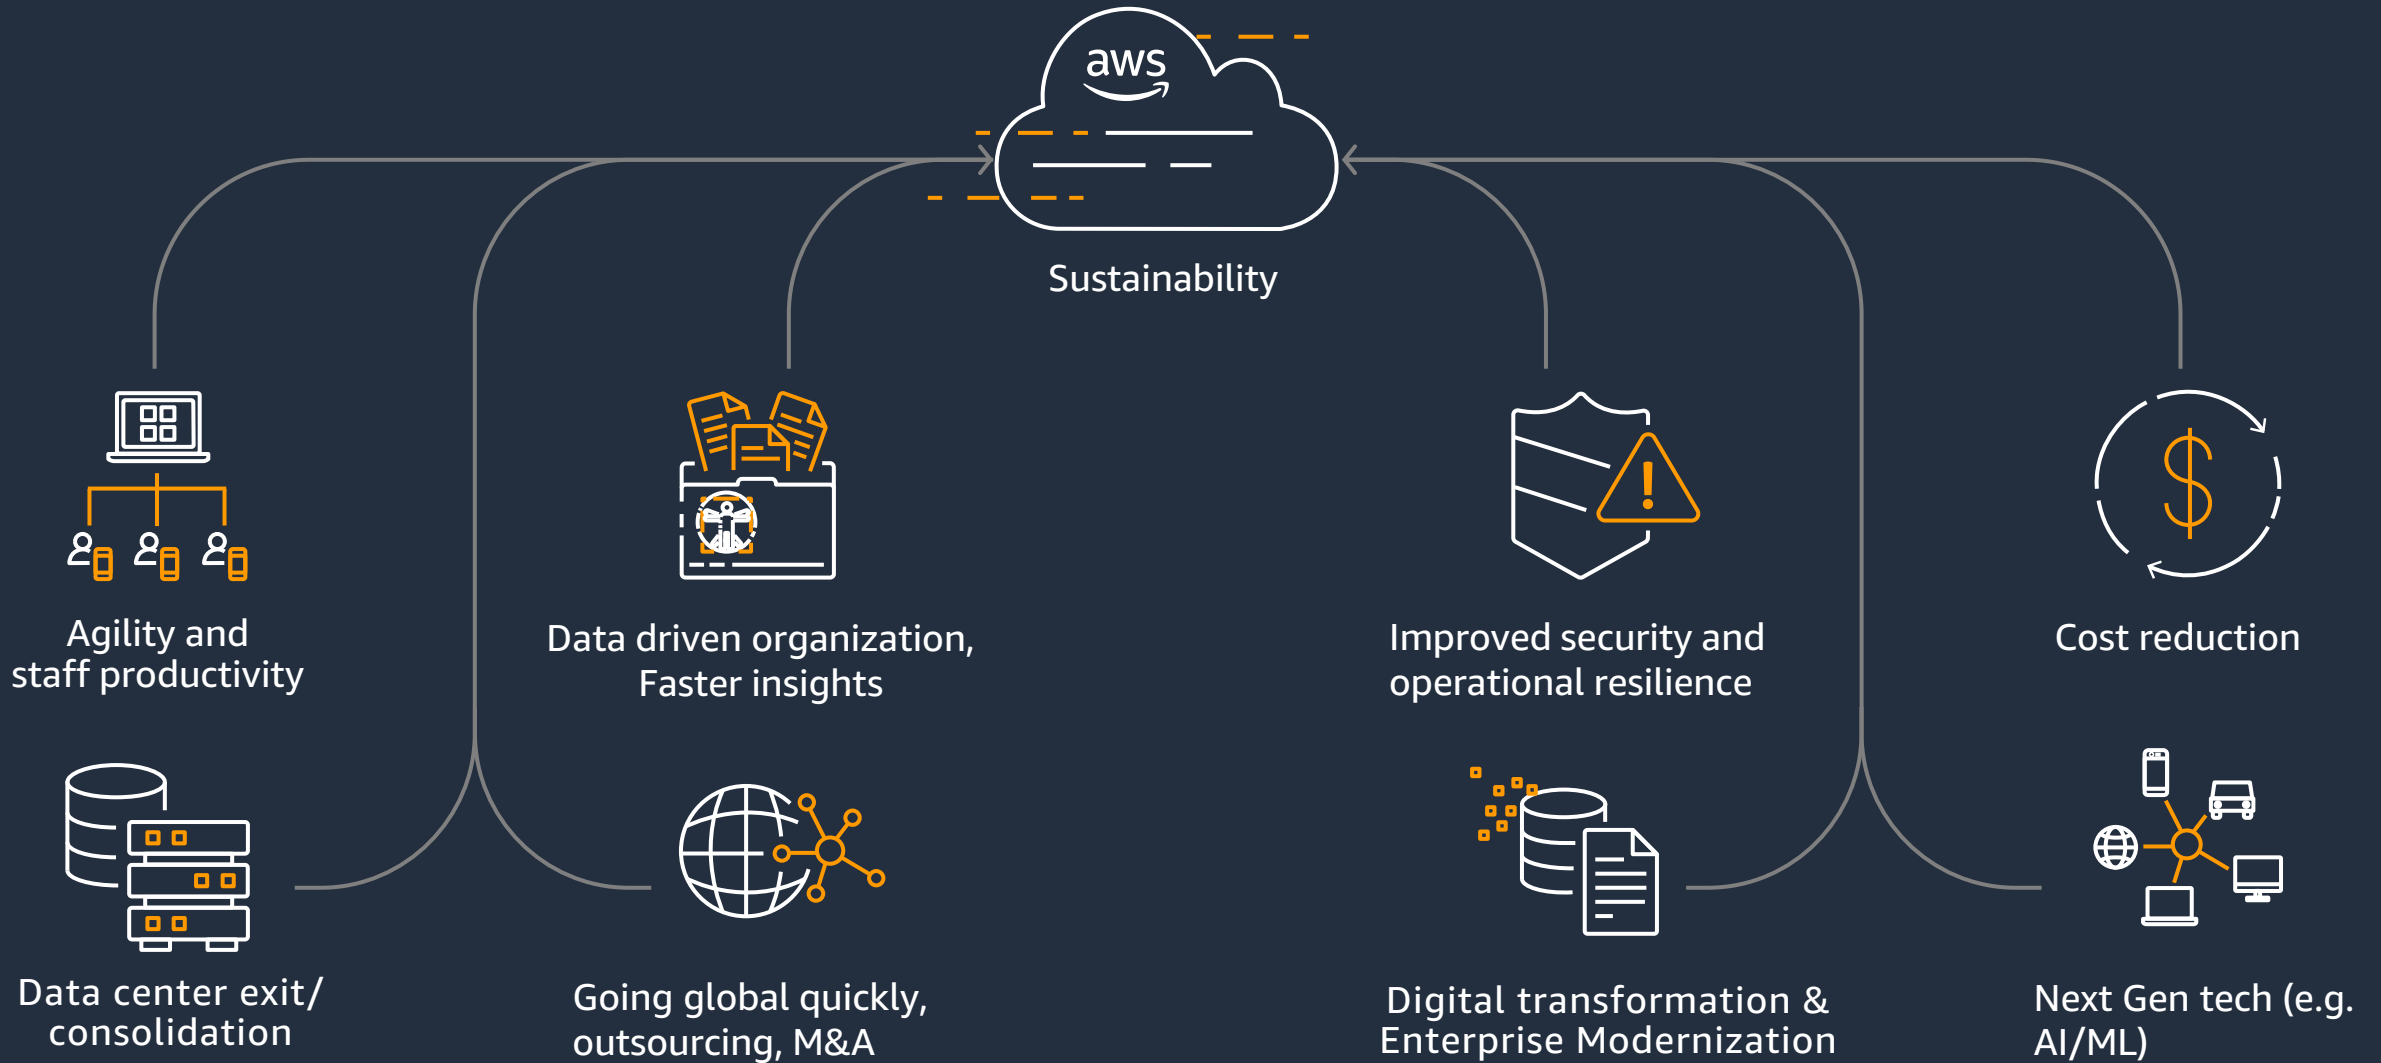 aws
Sustainability
Agility and
staff productivity
Data driven organization,
Faster insights
Improved security and
operational resilience
Cost reduction
Data center exit/
consolidation
Going global quickly,
outsourcing, M&A
Digital transformation &
Enterprise Modernization
Next Gen tech (e.g.
AI/ML)